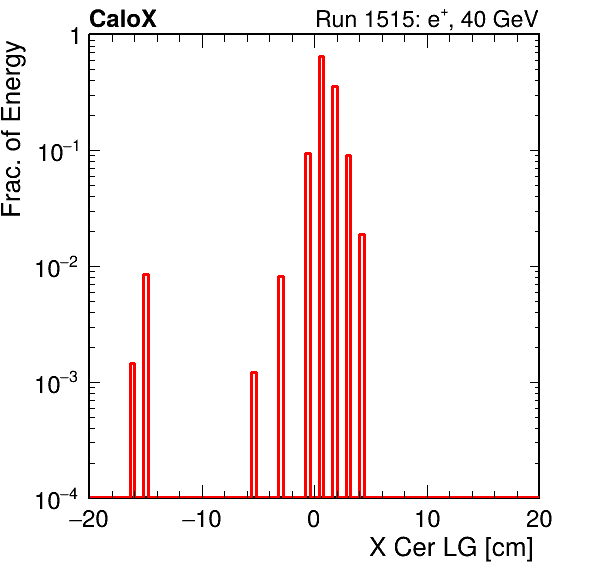 CaloX Run 1515: e⁺, 40 GeV
Frac. of Energy
1
10⁻¹
10⁻²
10⁻³
10⁻⁴
−20 −10 0 10 20
X Cer LG [cm]